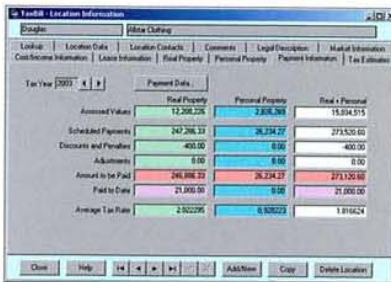 TaxBill - Location Information
Douglas Allstar Clothing
Lookup Location Data Location Contacts Comments Legal Description Market Information
Cost/Income Information Lease Information Real Property Personal Property Payment Information Tax Estimates
Tax Year 2003 Payment Data
Real Property Personal Property Real + Personal
Assessed Values 12,208,226 15,034,515
Scheduled Payments 247,286.33 26,234.27 273,520.60
Discounts and Penalties -400.00 0.00 -400.00
Adjustments 0.00 0.00 0.00
Amount to be Paid 246,886.33 26,234.27 273,120.60
Paid to Date 21,000.00 0.00 21,000.00
Average Tax Rate 2.022295 1.816624
Close Help Add/New Copy Delete Location